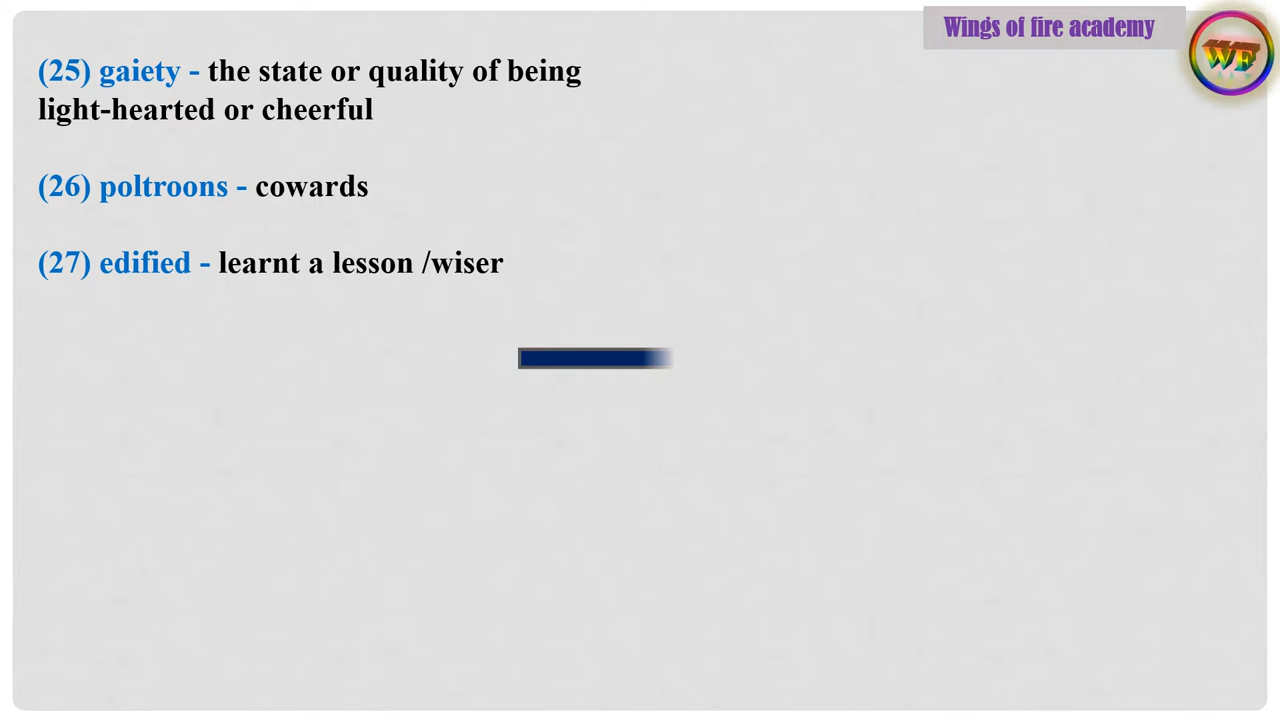 Wings of fire academy
WF
(25) gaiety - the state or quality of being
light-hearted or cheerful
(26) poltroons - cowards
(27) edified - learnt a lesson /wiser